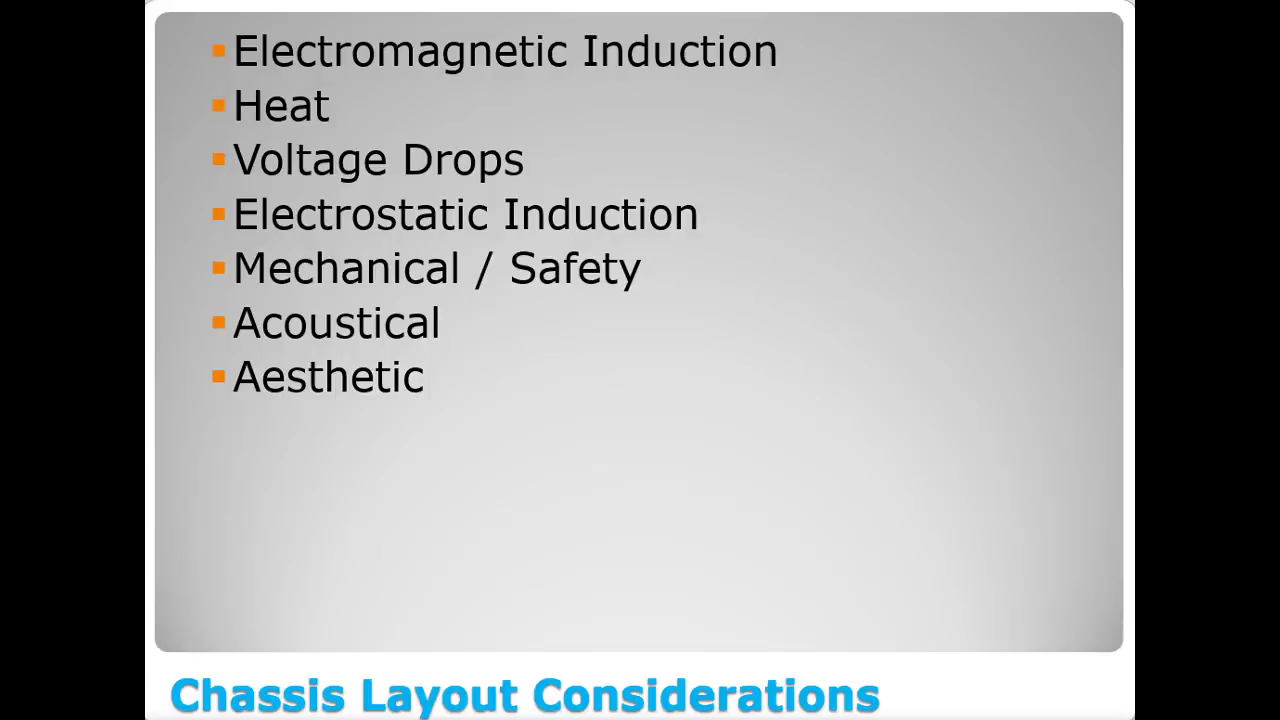 Electromagnetic Induction
Heat
Voltage Drops
Electrostatic Induction
Mechanical / Safety
Acoustical
Aesthetic
Chassis Layout Considerations